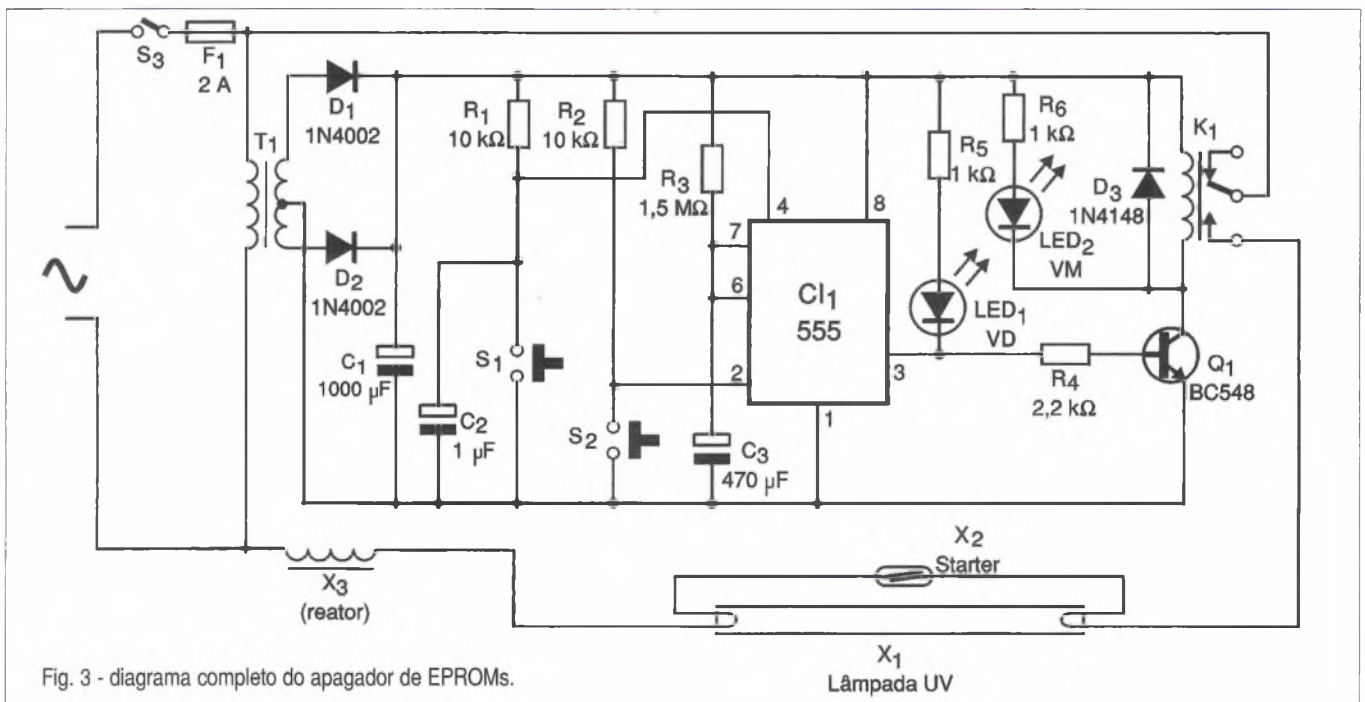 S3
F1
2 A
D1
1N4002
T1
D2
1N4002
C1
1000 µF
R1
10 kΩ
R2
10 kΩ
C2
1 µF
S1
S2
R3
1,5 MΩ
C3
470 µF
4
8
7
6
2
3
1
CI1
555
R5
1 kΩ
R6
1 kΩ
LED1
VD
LED2
VM
D3
1N4148
K1
R4
2,2 kΩ
Q1
BC548
X3
(reator)
X2
Starter
X1
Lâmpada UV
Fig. 3 - diagrama completo do apagador de EPROMs.